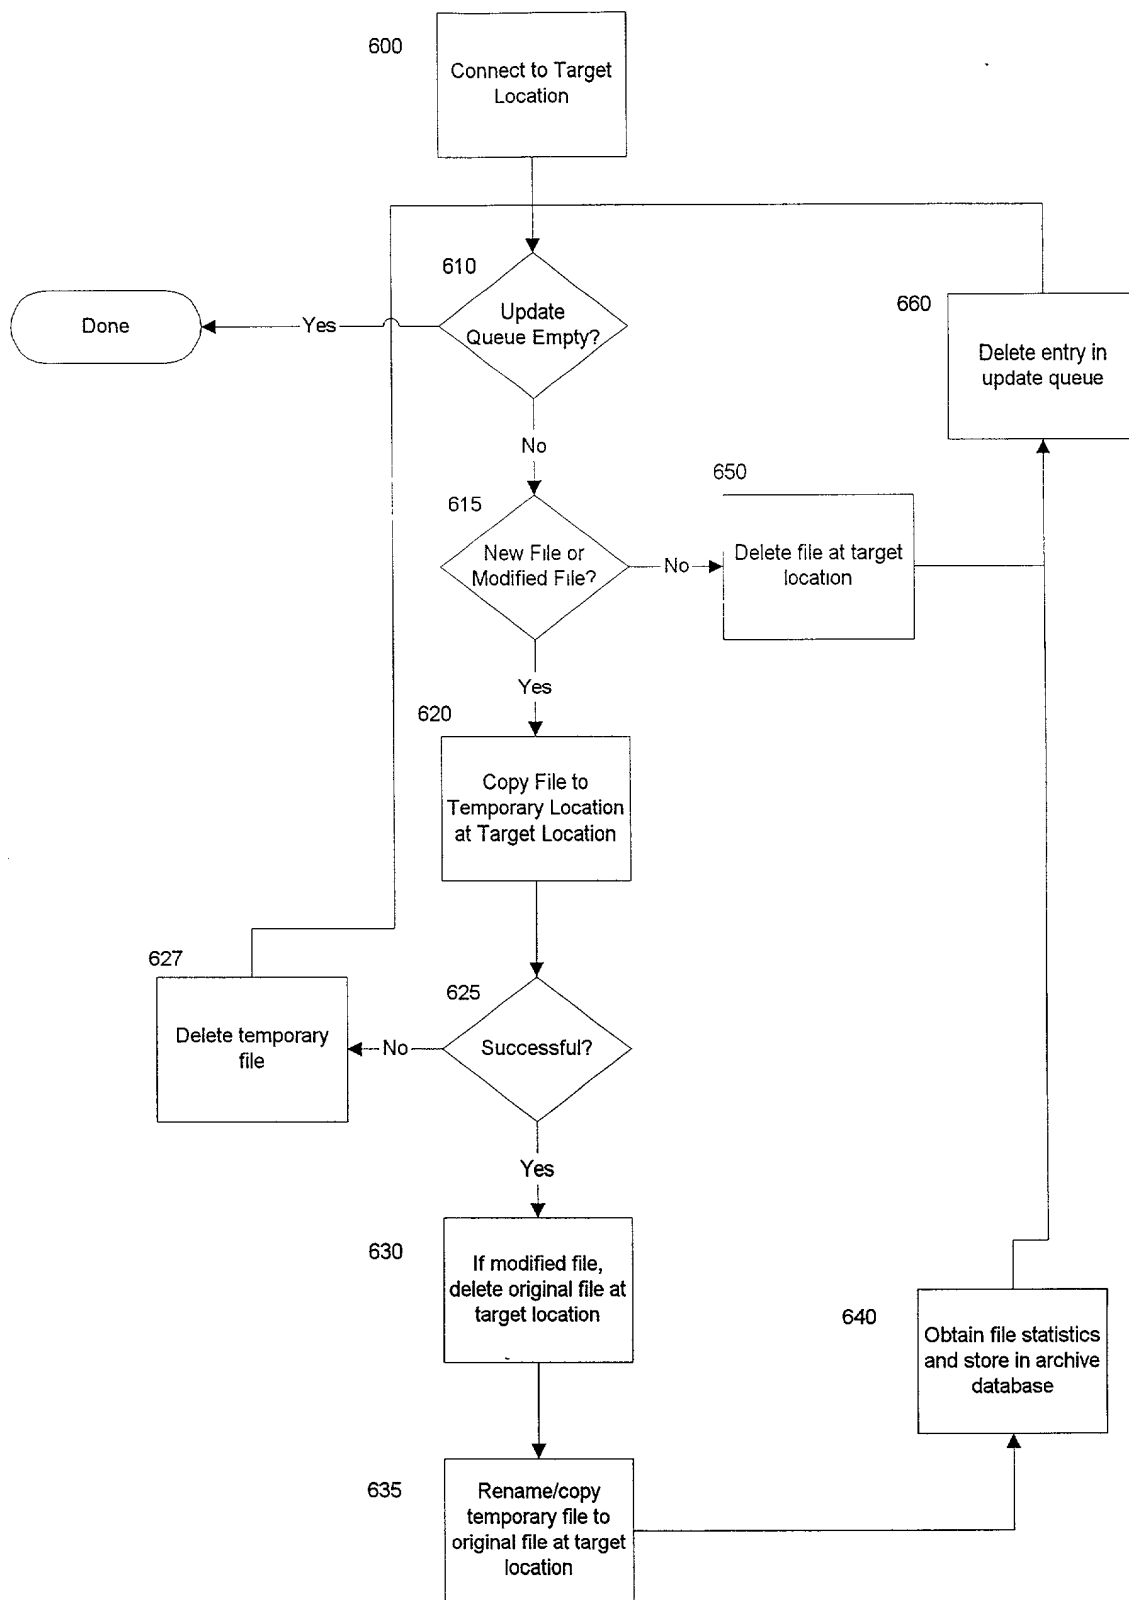 600
Connect to Target
Location
610
Update
Queue Empty?
Yes
Done
660
Delete entry in
update queue
No
615
New File or
Modified File?
No
650
Delete file at target
location
Yes
620
Copy File to
Temporary Location
at Target Location
627
Delete temporary
file
No
625
Successful?
Yes
630
If modified file,
delete original file at
target location
640
Obtain file statistics
and store in archive
database
635
Rename/copy
temporary file to
original file at target
location